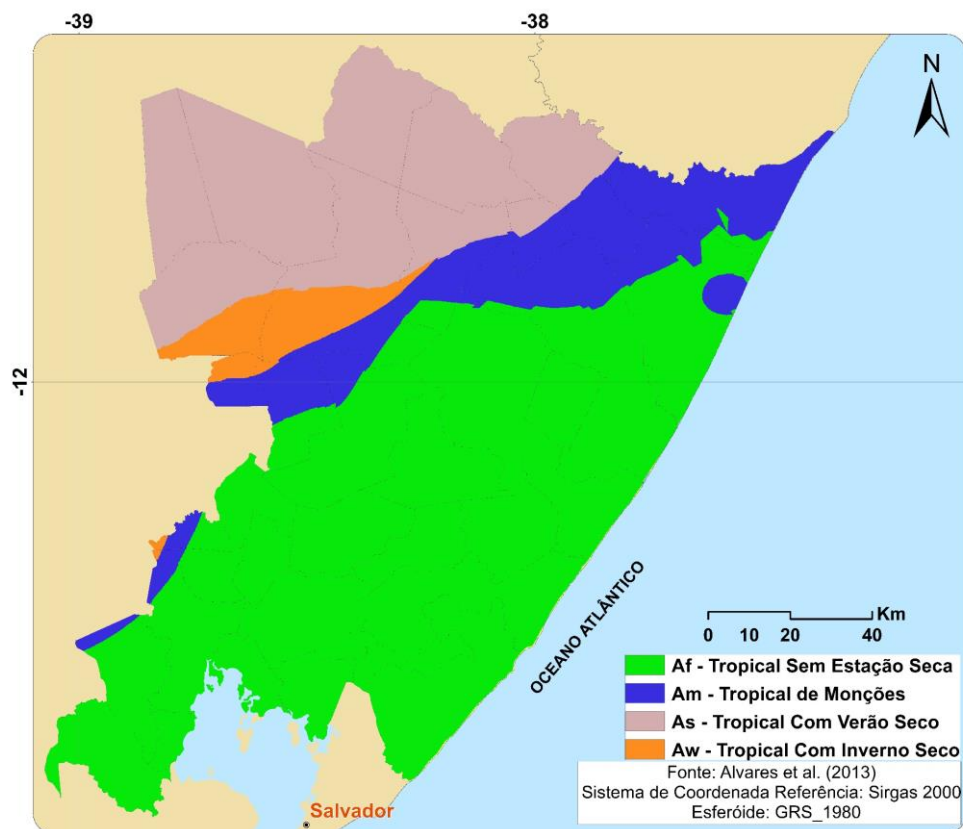 -39
-38
N
-12
OCEANO ATLÂNTICO
Km
0 10 20 40
Af - Tropical Sem Estação Seca
Am - Tropical de Monções
As - Tropical Com Verão Seco
Aw - Tropical Com Inverno Seco
Fonte: Alvares et al. (2013)
Sistema de Coordenada Referência: Sirgas 2000
Esferóide: GRS_1980
Salvador